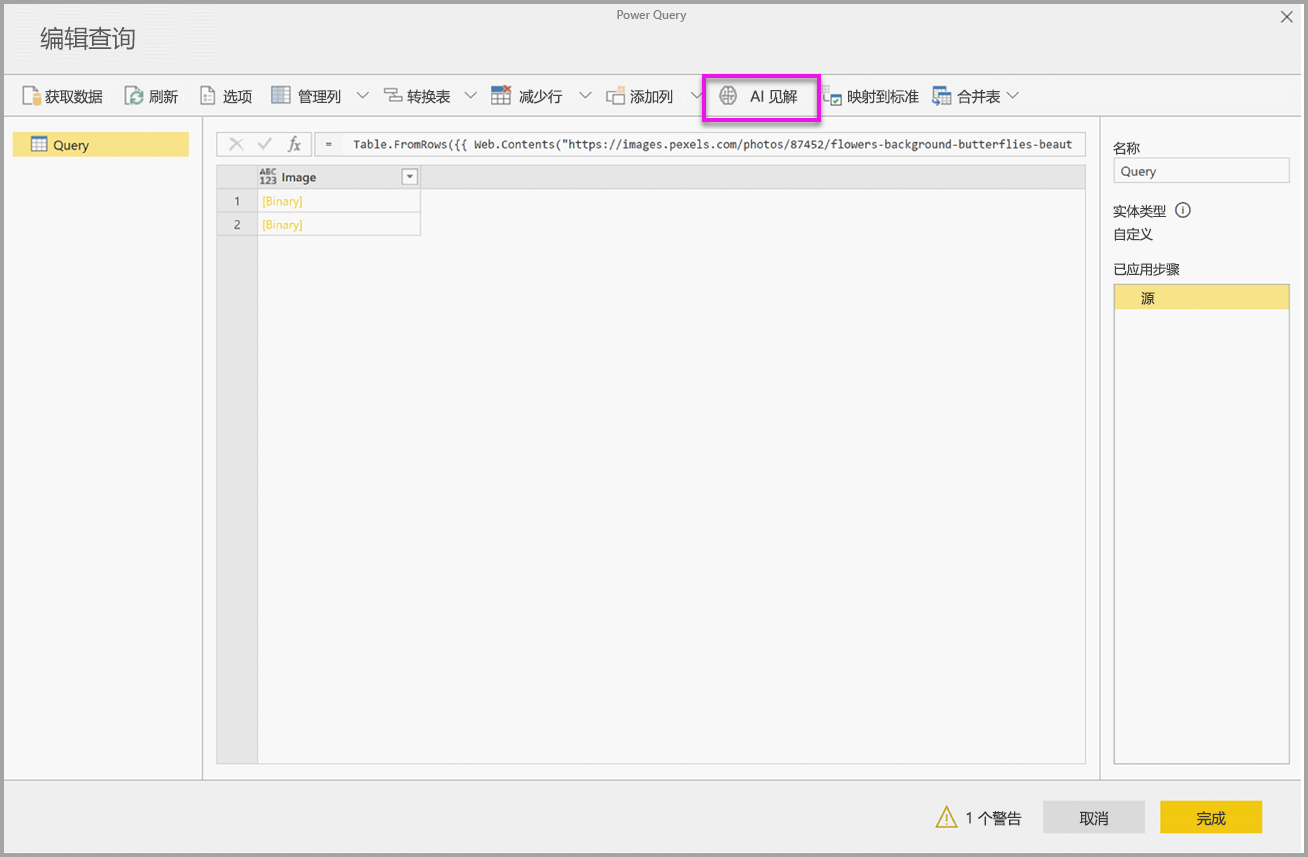 Power Query
编辑查询
获取数据 刷新 选项 管理列 转换表 减少行 添加列 AI 见解 映射到标准 合并表
Query
fx = Table.FromRows({{ Web.Contents("https://images.pexels.com/photos/87452/flowers-background-butterflies-beaut
ABC 123 Image
1 [Binary]
2 [Binary]
名称
Query
实体类型
自定义
已应用步骤
源
1 个警告 取消 完成